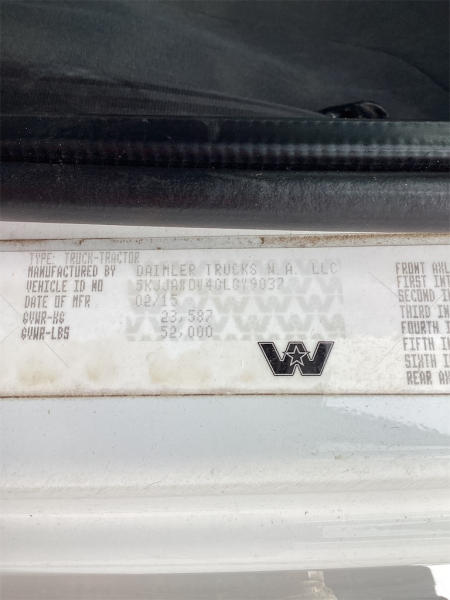 TYPE: TRUCK-TRACTOR
MANUFACTURED BY DAIMLER TRUCKS N.A. LLC
VEHICLE ID NO
DATE OF MFR 02/15
GVWR-KG 23,587
GVWR-LBS 52,000
FRONT AXL
FIRST INT
SECOND IN
THIRD INT
FOURTH IN
FIFTH IN
SIXTH IN
REAR AX